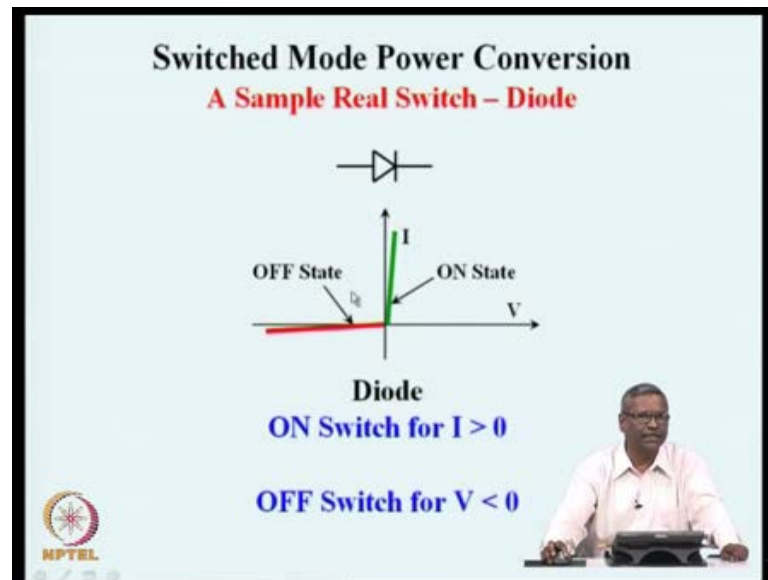 Switched Mode Power Conversion
A Sample Real Switch – Diode
I
OFF State
ON State
V
Diode
ON Switch for I > 0
OFF Switch for V < 0
NPTEL